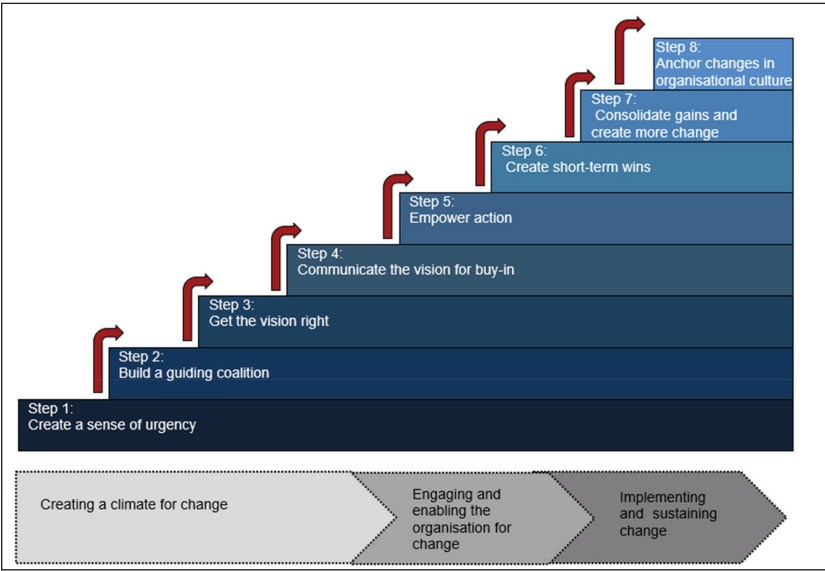 Step 8:
Anchor changes in
organisational culture
Step 7:
Consolidate gains and
create more change
Step 6:
Create short-term wins
Step 5:
Empower action
Step 4:
Communicate the vision for buy-in
Step 3:
Get the vision right
Step 2:
Build a guiding coalition
Step 1:
Create a sense of urgency
Creating a climate for change
Engaging and
enabling the
organisation for
change
Implementing
and sustaining
change